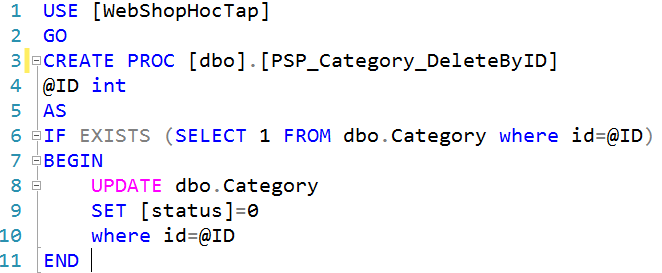 1 USE [WebShopHocTap]
2 GO
3 CREATE PROC [dbo].[PSP_Category_DeleteByID]
4 @ID int
5 AS
6 IF EXISTS (SELECT 1 FROM dbo.Category where id=@ID)
7 BEGIN
8 UPDATE dbo.Category
9 SET [status]=0
10 where id=@ID
11 END